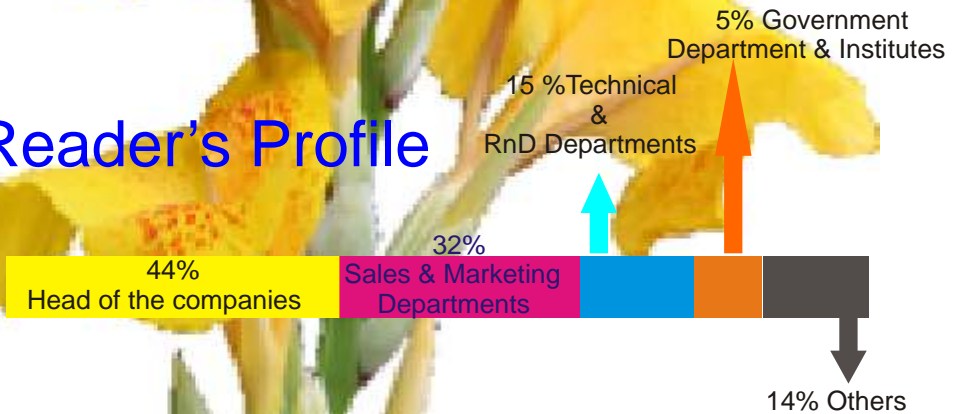 5% Government
Department & Institutes
15 %Technical
&
RnD Departments
Reader's Profile
44%
Head of the companies
32%
Sales & Marketing
Departments
14% Others